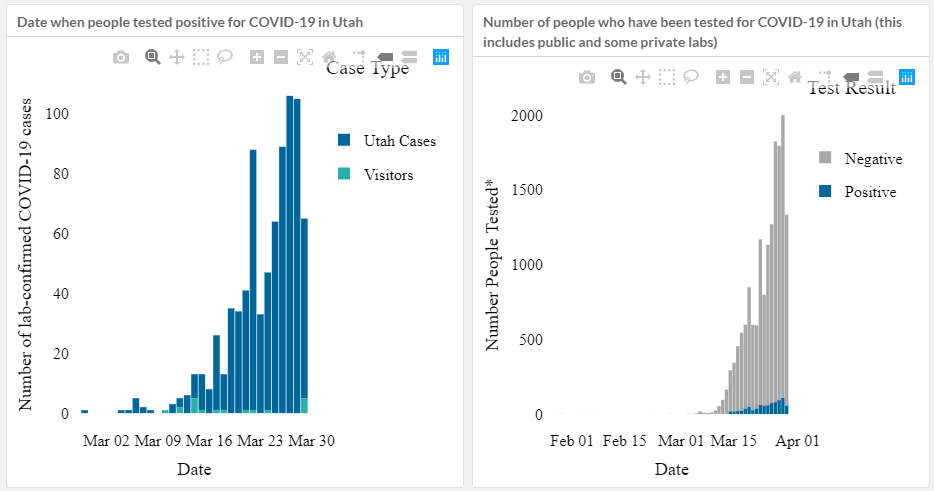 Date when people tested positive for COVID-19 in Utah
Case Type
Number of lab-confirmed COVID-19 cases
100
80
60
40
20
0
Utah Cases
Visitors
Mar 02 Mar 09 Mar 16 Mar 23 Mar 30
Date
Number of people who have been tested for COVID-19 in Utah (this
includes public and some private labs)
Test Result
Number People Tested*
2000
1500
1000
500
0
Negative
Positive
Feb 01 Feb 15 Mar 01 Mar 15 Apr 01
Date